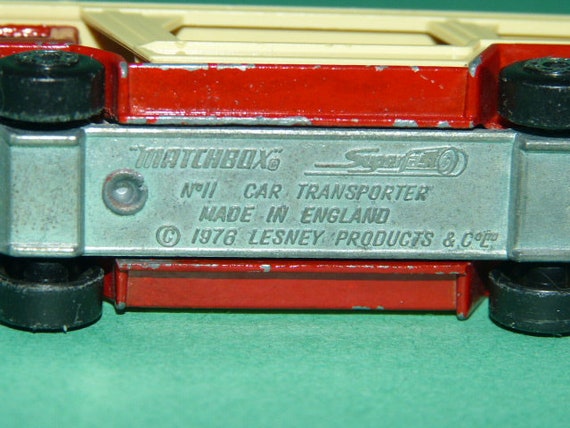 "MATCHBOX"® Superfast
Nº11 CAR TRANSPORTER
MADE IN ENGLAND
© 1976 LESNEY PRODUCTS & Cº Lᵀᴰ